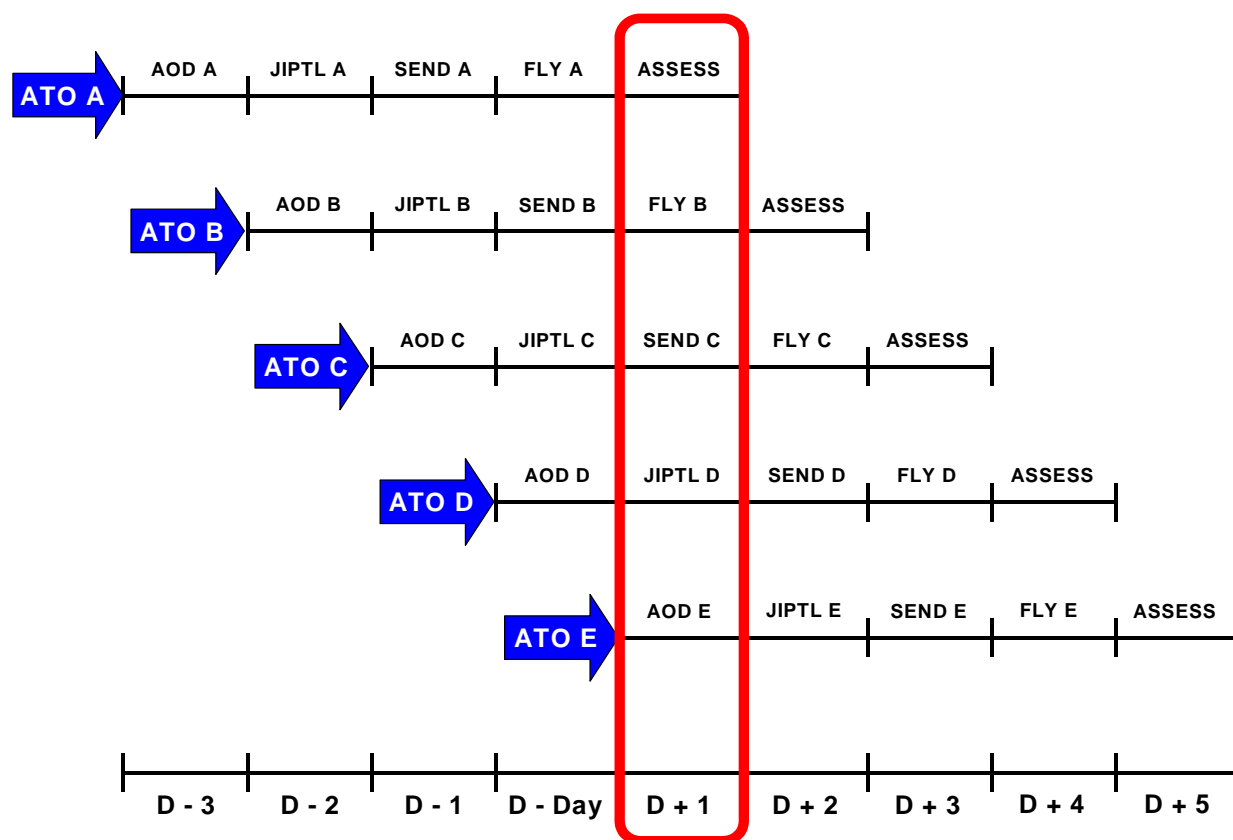 AOD A JIPTL A SEND A FLY A ASSESS
ATO A
AOD B JIPTL B SEND B FLY B ASSESS
ATO B
AOD C JIPTL C SEND C FLY C ASSESS
ATO C
AOD D JIPTL D SEND D FLY D ASSESS
ATO D
AOD E JIPTL E SEND E FLY E ASSESS
ATO E
D - 3 D - 2 D - 1 D - Day D + 1 D + 2 D + 3 D + 4 D + 5